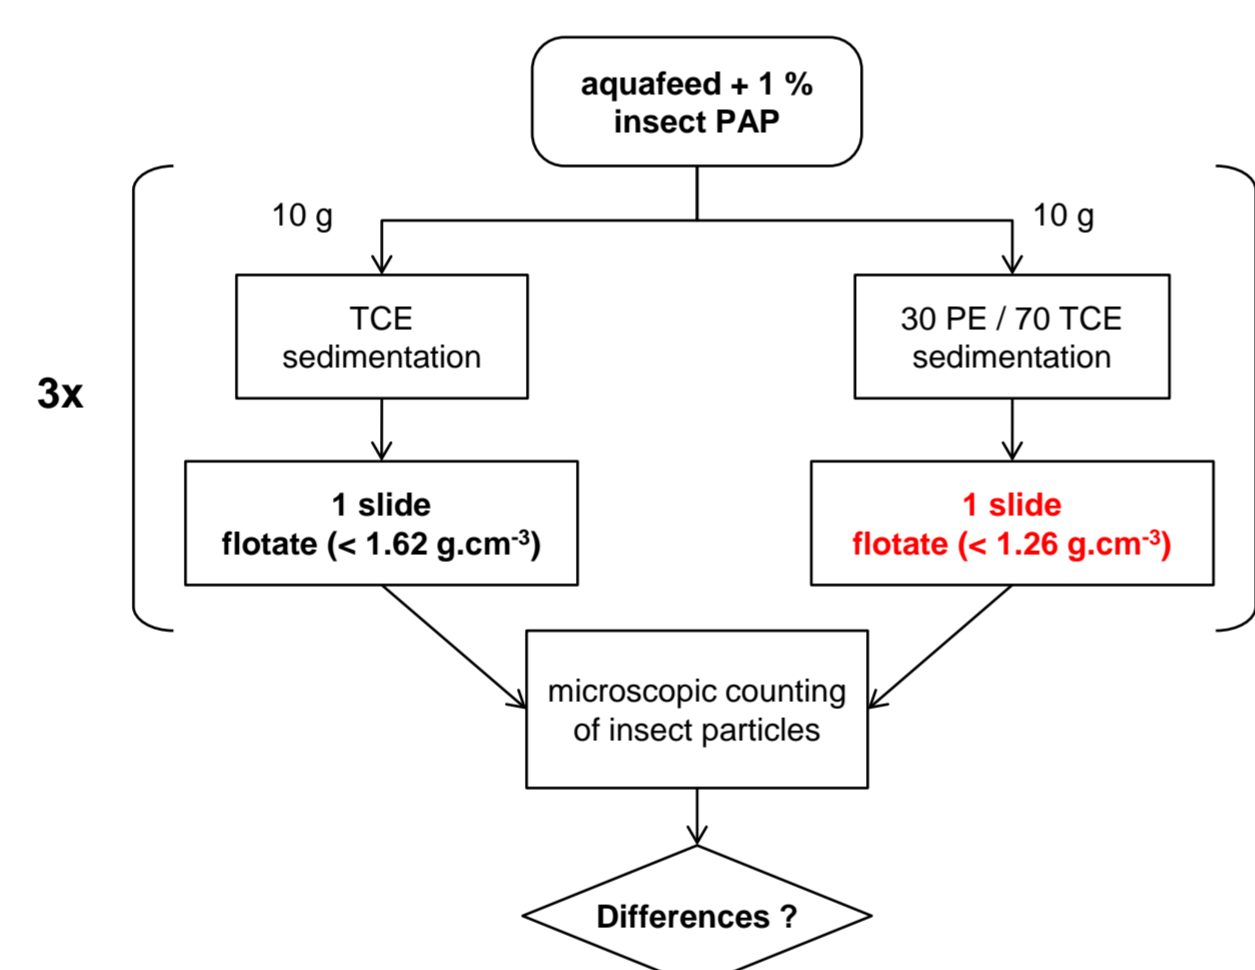 aquafeed + 1 %
insect PAP
10 g
10 g
TCE
sedimentation
30 PE / 70 TCE
sedimentation
3x
1 slide
flotate (< 1.62 g.cm⁻³)
1 slide
flotate (< 1.26 g.cm⁻³)
microscopic counting
of insect particles
Differences ?